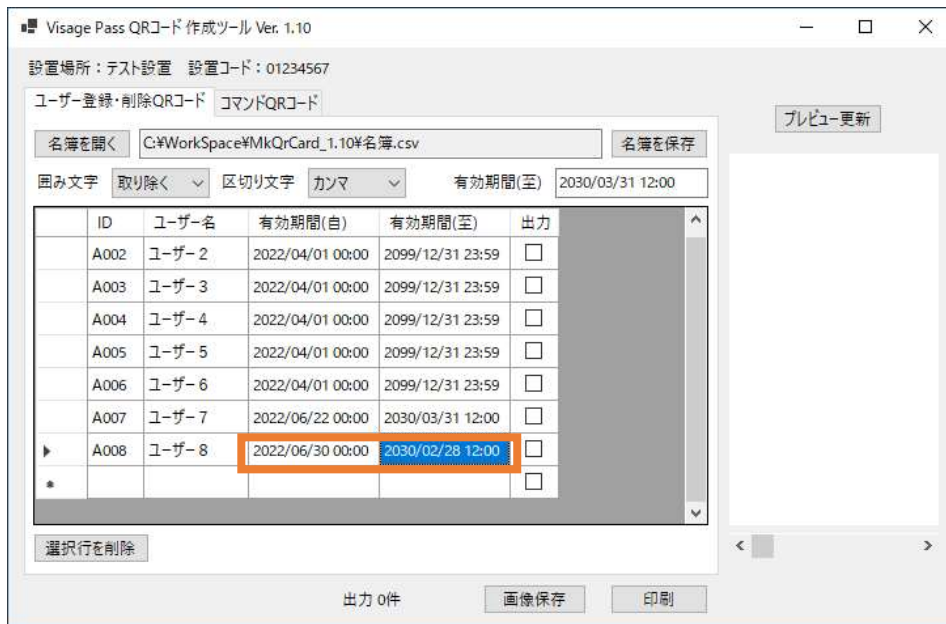 Visage Pass QRコード 作成ツール Ver. 1.10
設置場所：テスト設置 設置コード：01234567
ユーザー登録・削除QRコード コマンドQRコード
プレビュー更新
名簿を開く C:¥WorkSpace¥MkQrCard_1.10¥名簿.csv 名簿を保存
囲み文字 取り除く 区切り文字 カンマ 有効期間(至) 2030/03/31 12:00
ID ユーザー名 有効期間(自) 有効期間(至) 出力
A002 ユーザー2 2022/04/01 00:00 2099/12/31 23:59
A003 ユーザー3 2022/04/01 00:00 2099/12/31 23:59
A004 ユーザー4 2022/04/01 00:00 2099/12/31 23:59
A005 ユーザー5 2022/04/01 00:00 2099/12/31 23:59
A006 ユーザー6 2022/04/01 00:00 2099/12/31 23:59
A007 ユーザー7 2022/06/22 00:00 2030/03/31 12:00
A008 ユーザー8 2022/06/30 00:00 2030/02/28 12:00
選択行を削除
出力 0件 画像保存 印刷